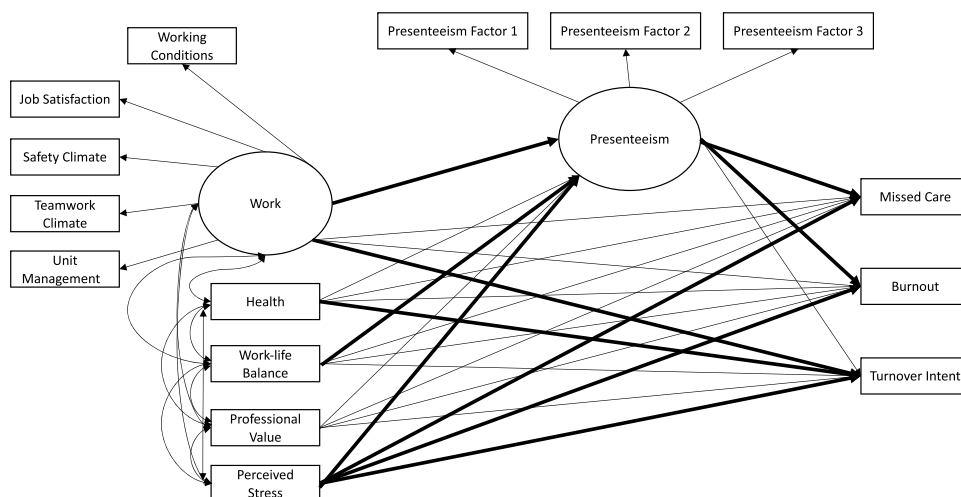 Working
Conditions
Presenteeism Factor 1
Presenteeism Factor 2
Presenteeism Factor 3
Job Satisfaction
Safety Climate
Teamwork
Climate
Unit
Management
Work
Presenteeism
Missed Care
Burnout
Turnover Intent
Health
Work-life
Balance
Professional
Value
Perceived
Stress